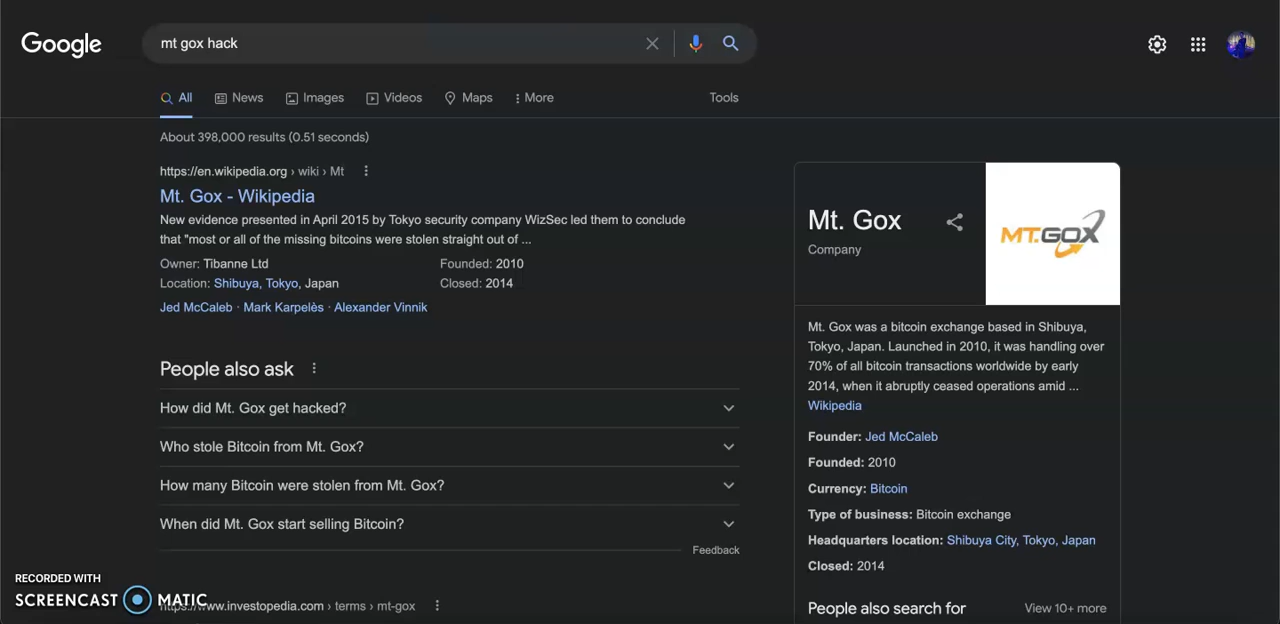 Google
mt gox hack
All News Images Videos Maps More Tools
About 398,000 results (0.51 seconds)
https://en.wikipedia.org › wiki › Mt
Mt. Gox - Wikipedia
New evidence presented in April 2015 by Tokyo security company WizSec led them to conclude
that "most or all of the missing bitcoins were stolen straight out of ...
Owner: Tibanne Ltd Founded: 2010
Location: Shibuya, Tokyo, Japan Closed: 2014
Jed McCaleb · Mark Karpelès · Alexander Vinnik
People also ask
How did Mt. Gox get hacked?
Who stole Bitcoin from Mt. Gox?
How many Bitcoin were stolen from Mt. Gox?
When did Mt. Gox start selling Bitcoin?
Feedback
https://www.investopedia.com › terms › mt-gox
Mt. Gox
Company
MT.GOX
Mt. Gox was a bitcoin exchange based in Shibuya,
Tokyo, Japan. Launched in 2010, it was handling over
70% of all bitcoin transactions worldwide by early
2014, when it abruptly ceased operations amid ...
Wikipedia
Founder: Jed McCaleb
Founded: 2010
Currency: Bitcoin
Type of business: Bitcoin exchange
Headquarters location: Shibuya City, Tokyo, Japan
Closed: 2014
People also search for View 10+ more
RECORDED WITH
SCREENCAST MATIC